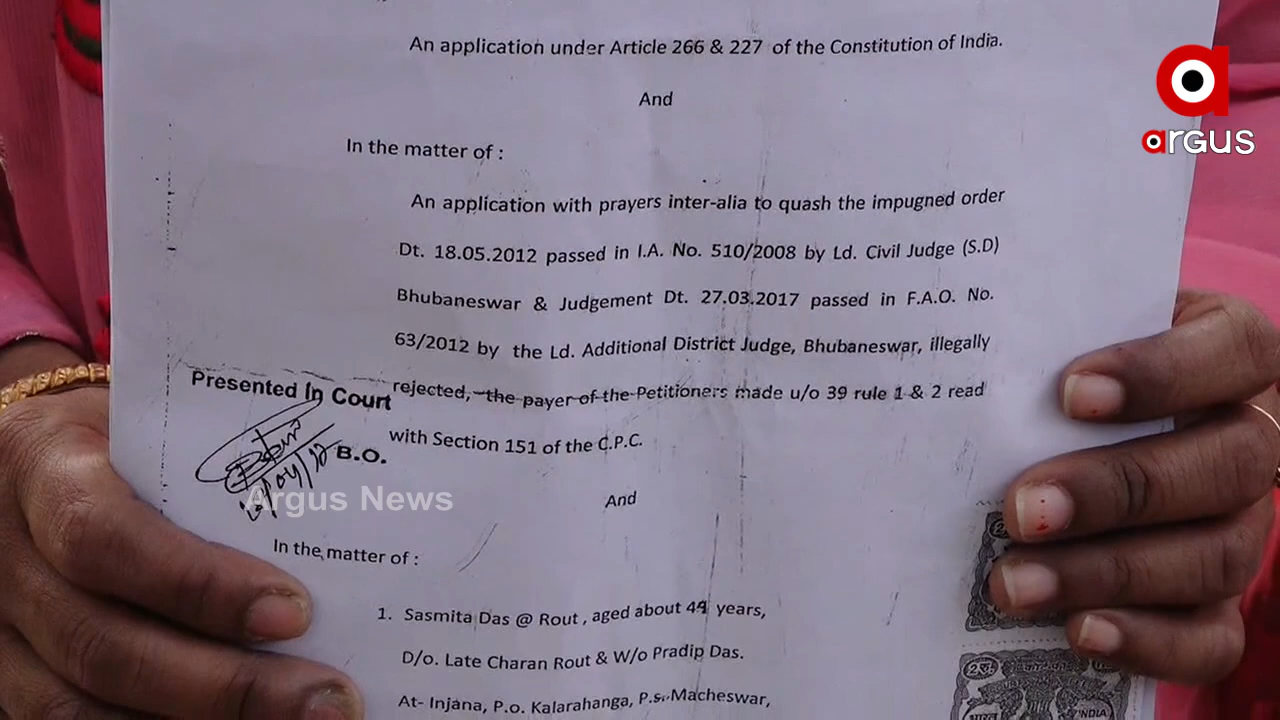 An application under Article 266 & 227 of the Constitution of India.
And
In the matter of :
An application with prayers inter-alia to quash the impugned order
Dt. 18.05.2012 passed in I.A. No. 510/2008 by Ld. Civil Judge (S.D)
Bhubaneswar & Judgement Dt. 27.03.2017 passed in F.A.O. No.
63/2012 by the Ld. Additional District Judge, Bhubaneswar, illegally
rejected, the payer of the Petitioners made u/o 39 rule 1 & 2 read
with Section 151 of the C.P.C.
Presented In Court
B.O.
And
In the matter of :
1. Sasmita Das @ Rout , aged about 44 years,
D/o. Late Charan Rout & W/o Pradip Das.
At- Injana, P.o. Kalarahanga, P.s. Macheswar,
argus
Argus News
भारत
INDIA